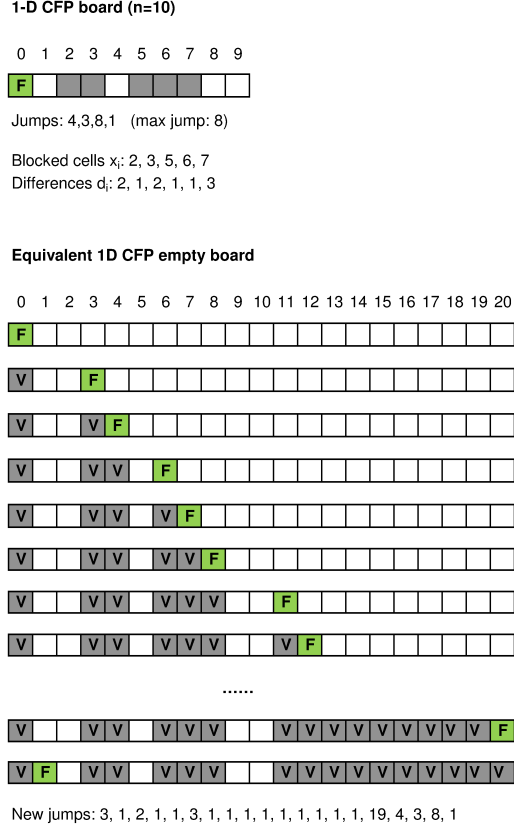 1-D CFP board (n=10)
0 1 2 3 4 5 6 7 8 9
F
Jumps: 4,3,8,1 (max jump: 8)
Blocked cells xi: 2, 3, 5, 6, 7
Differences di: 2, 1, 2, 1, 1, 3
Equivalent 1D CFP empty board
0 1 2 3 4 5 6 7 8 9 10 11 12 13 14 15 16 17 18 19 20
F
V F
V V F
V V V F
V V V V F
V V V V V F
V V V V V V F
V V V V V V V F
......
V V V V V V V V V V V V V V V F
V F V V V V V V V V V V V V V V V
New jumps: 3, 1, 2, 1, 1, 3, 1, 1, 1, 1, 1, 1, 1, 1, 1, 19, 4, 3, 8, 1